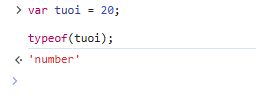 > var tuoi = 20;
typeof(tuoi);
<· 'number'
>